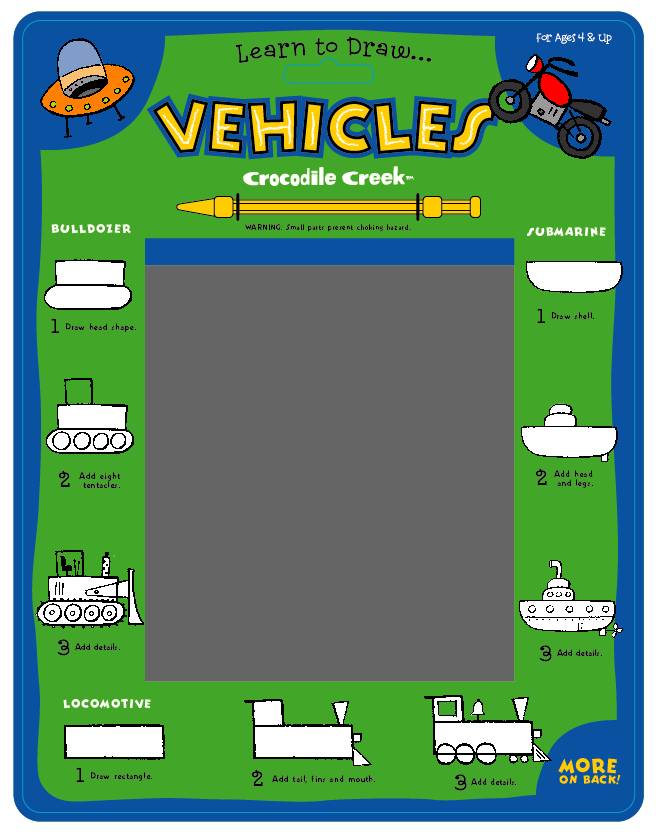 for Ages 4 & Up
Learn to Draw...
VEHICLES
Crocodile Creek™
WARNING: Small parts present choking hazard.
BULLDOZER
1 Draw head shape.
2 Add eight
tentacles.
3 Add details.
SUBMARINE
1 Draw shell.
2 Add head
and legs.
3 Add details.
LOCOMOTIVE
1 Draw rectangle.
2 Add tail, fins and mouth.
3 Add details.
MORE
ON BACK!